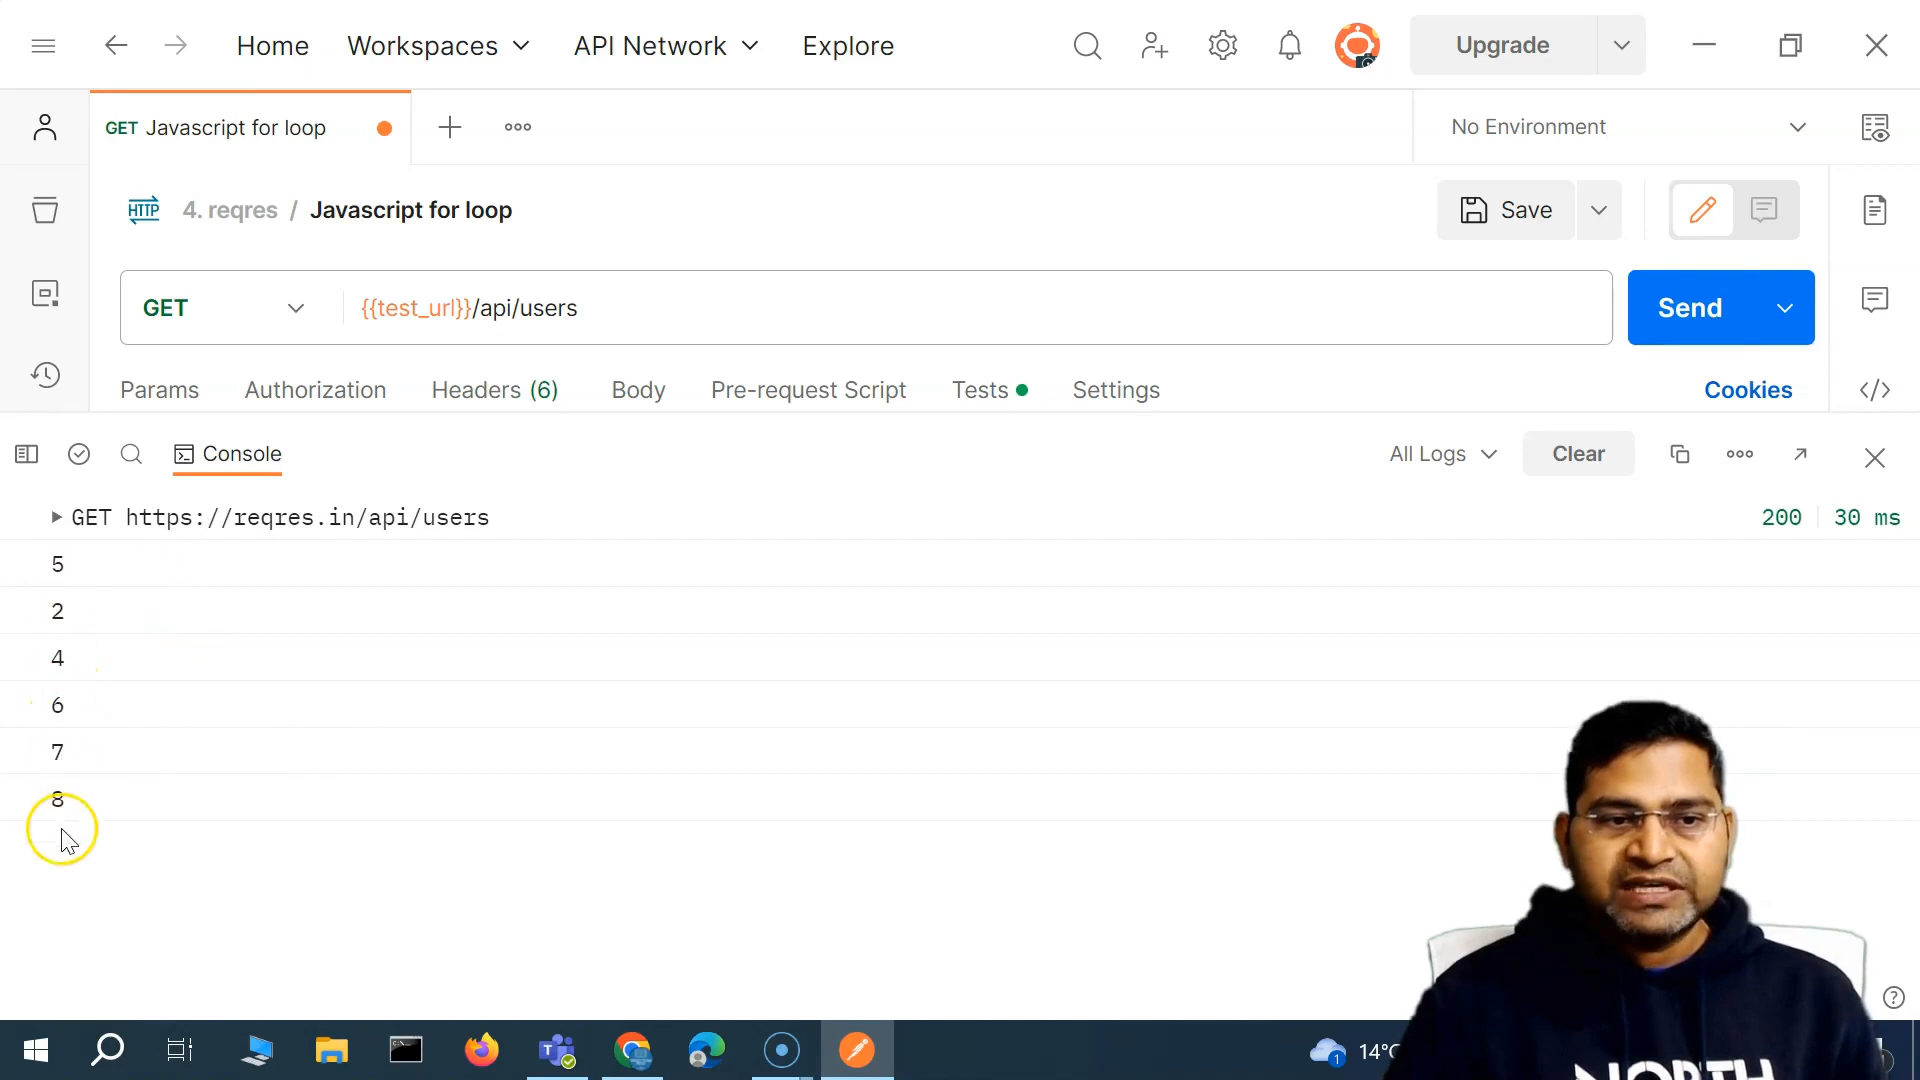 Home Workspaces API Network Explore Upgrade
GET Javascript for loop No Environment
HTTP 4. reqres / Javascript for loop Save
GET {{test_url}}/api/users Send
Params Authorization Headers (6) Body Pre-request Script Tests Settings Cookies
Console All Logs Clear
GET https://reqres.in/api/users 200 30 ms
5
2
4
6
7
8
1 14°C
NORTH